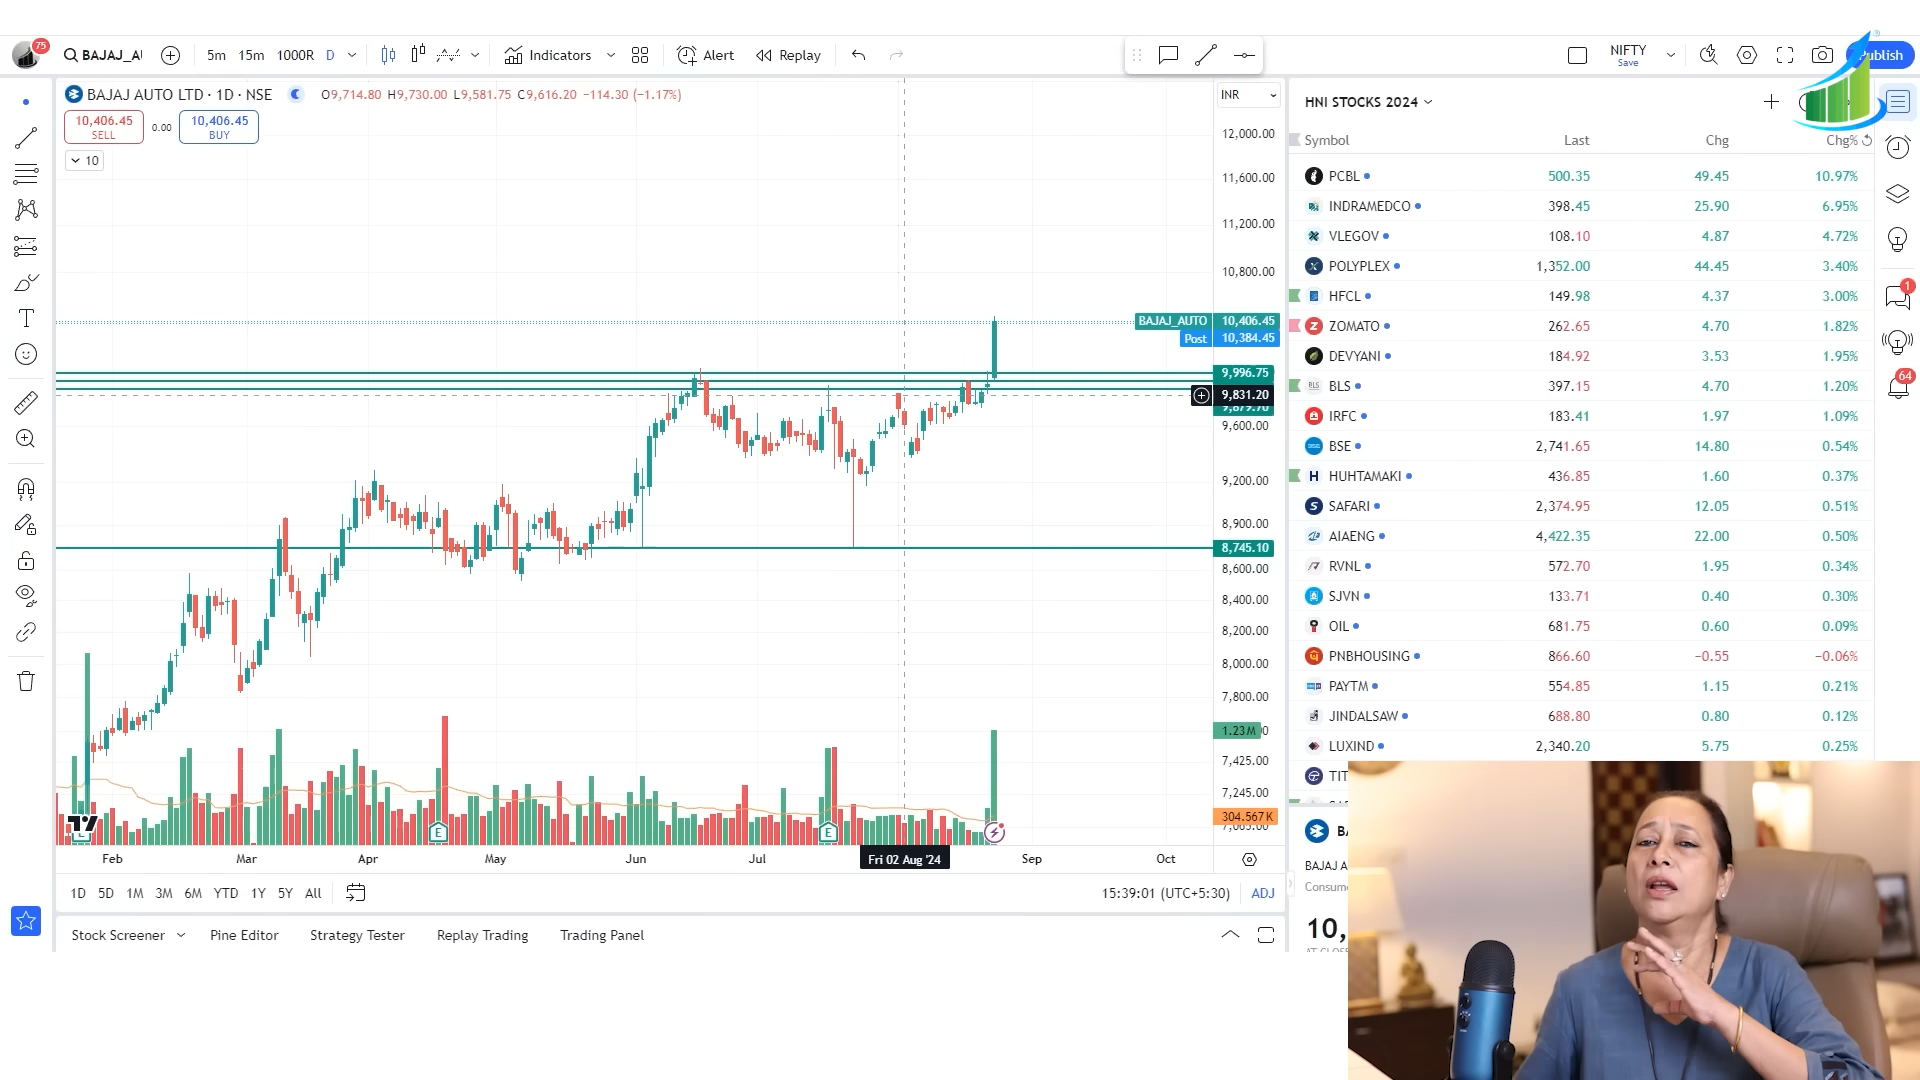 75 BAJAJ_A 5m 15m 1000R D Indicators Alert Replay NIFTY Save Publish
BAJAJ AUTO LTD · 1D · NSE O9,714.80 H9,730.00 L9,581.75 C9,616.20 −114.30 (−1.17%) INR
10,406.45 SELL 0.00 10,406.45 BUY
10
12,000.00
11,600.00
11,200.00
10,800.00
BAJAJ_AUTO 10,406.45
Post 10,384.45
9,996.75
9,831.20
9,879.70
9,600.00
9,200.00
8,900.00
8,745.10
8,600.00
8,400.00
8,200.00
8,000.00
7,800.00
1.23M
7,425.00
7,245.00
304.567K
7,065.00
E E E
Feb Mar Apr May Jun Jul Fri 02 Aug '24 Sep Oct
1D 5D 1M 3M 6M YTD 1Y 5Y All 15:39:01 (UTC+5:30) ADJ
Stock Screener Pine Editor Strategy Tester Replay Trading Trading Panel
HNI STOCKS 2024
Symbol Last Chg Chg%
PCBL 500.35 49.45 10.97%
INDRAMEDCO 398.45 25.90 6.95%
VLEGOV 108.10 4.87 4.72%
POLYPLEX 1,352.00 44.45 3.40%
HFCL 149.98 4.37 3.00%
ZOMATO 262.65 4.70 1.82%
DEVYANI 184.92 3.53 1.95%
BLS 397.15 4.70 1.20%
IRFC 183.41 1.97 1.09%
BSE 2,741.65 14.80 0.54%
HUHTAMAKI 436.85 1.60 0.37%
SAFARI 2,374.95 12.05 0.51%
AIAENG 4,422.35 22.00 0.50%
RVNL 572.70 1.95 0.34%
SJVN 133.71 0.40 0.30%
OIL 681.75 0.60 0.09%
PNBHOUSING 866.60 −0.55 −0.06%
PAYTM 554.85 1.15 0.21%
JINDALSAW 688.80 0.80 0.12%
LUXIND 2,340.20 5.75 0.25%
TIT
BAJAJ A
Consum
10,
1
64